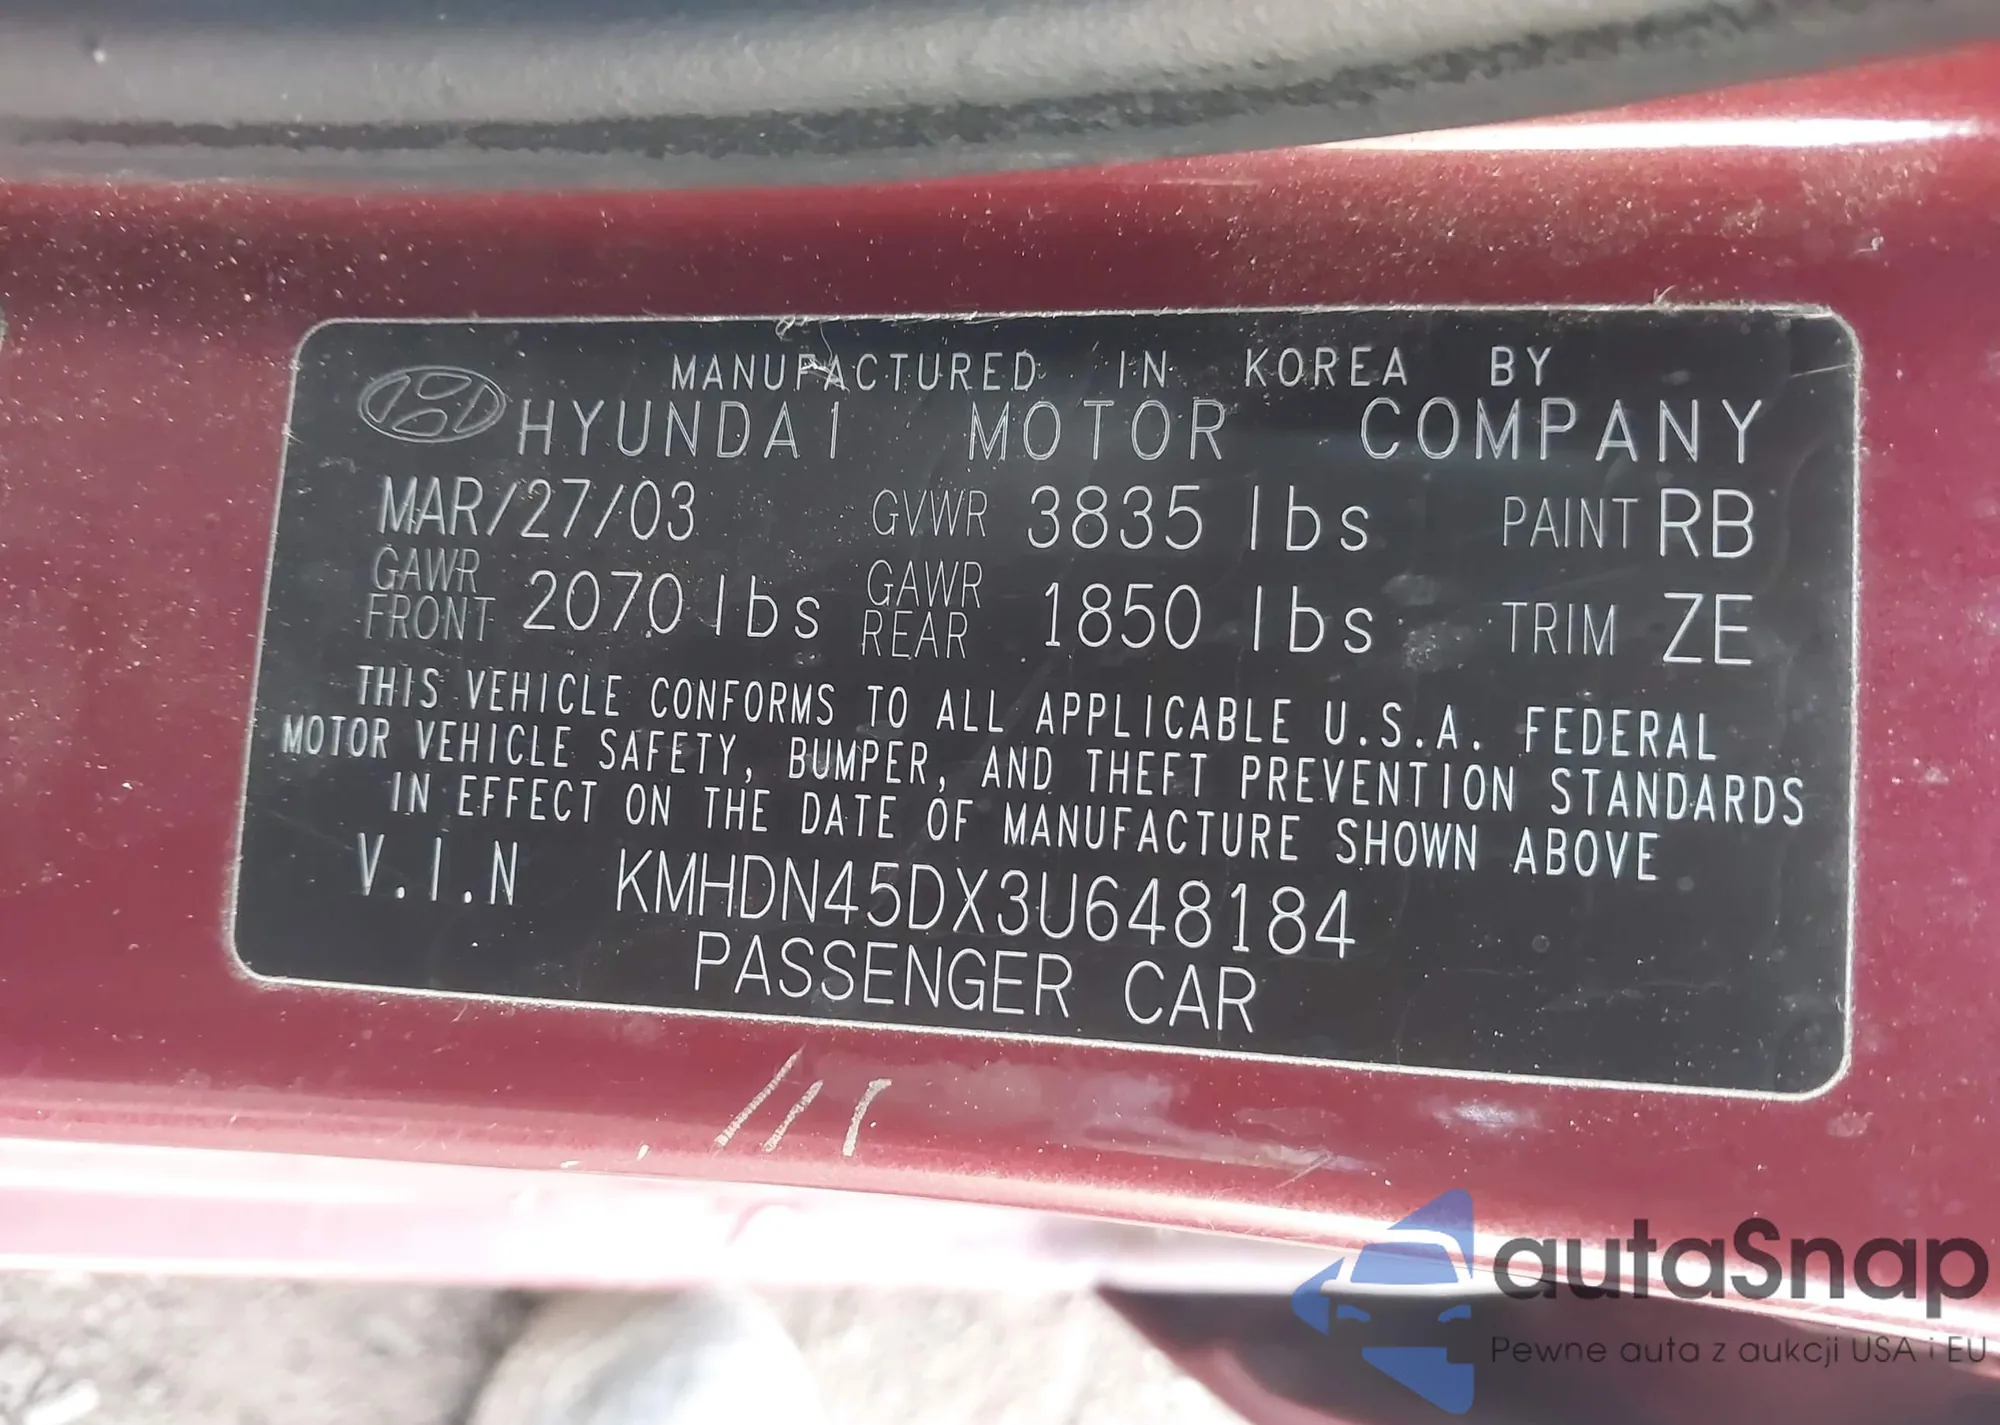 MANUFACTURED IN KOREA BY
HYUNDAI MOTOR COMPANY
MAR/27/03 GVWR 3835 lbs PAINT RB
GAWR FRONT 2070 lbs GAWR REAR 1850 lbs TRIM ZE
THIS VEHICLE CONFORMS TO ALL APPLICABLE U.S.A. FEDERAL
MOTOR VEHICLE SAFETY, BUMPER, AND THEFT PREVENTION STANDARDS
IN EFFECT ON THE DATE OF MANUFACTURE SHOWN ABOVE
V.I.N KMHDN45DX3U648184
PASSENGER CAR
autaSnap
Pewne auta z aukcji USA i EU